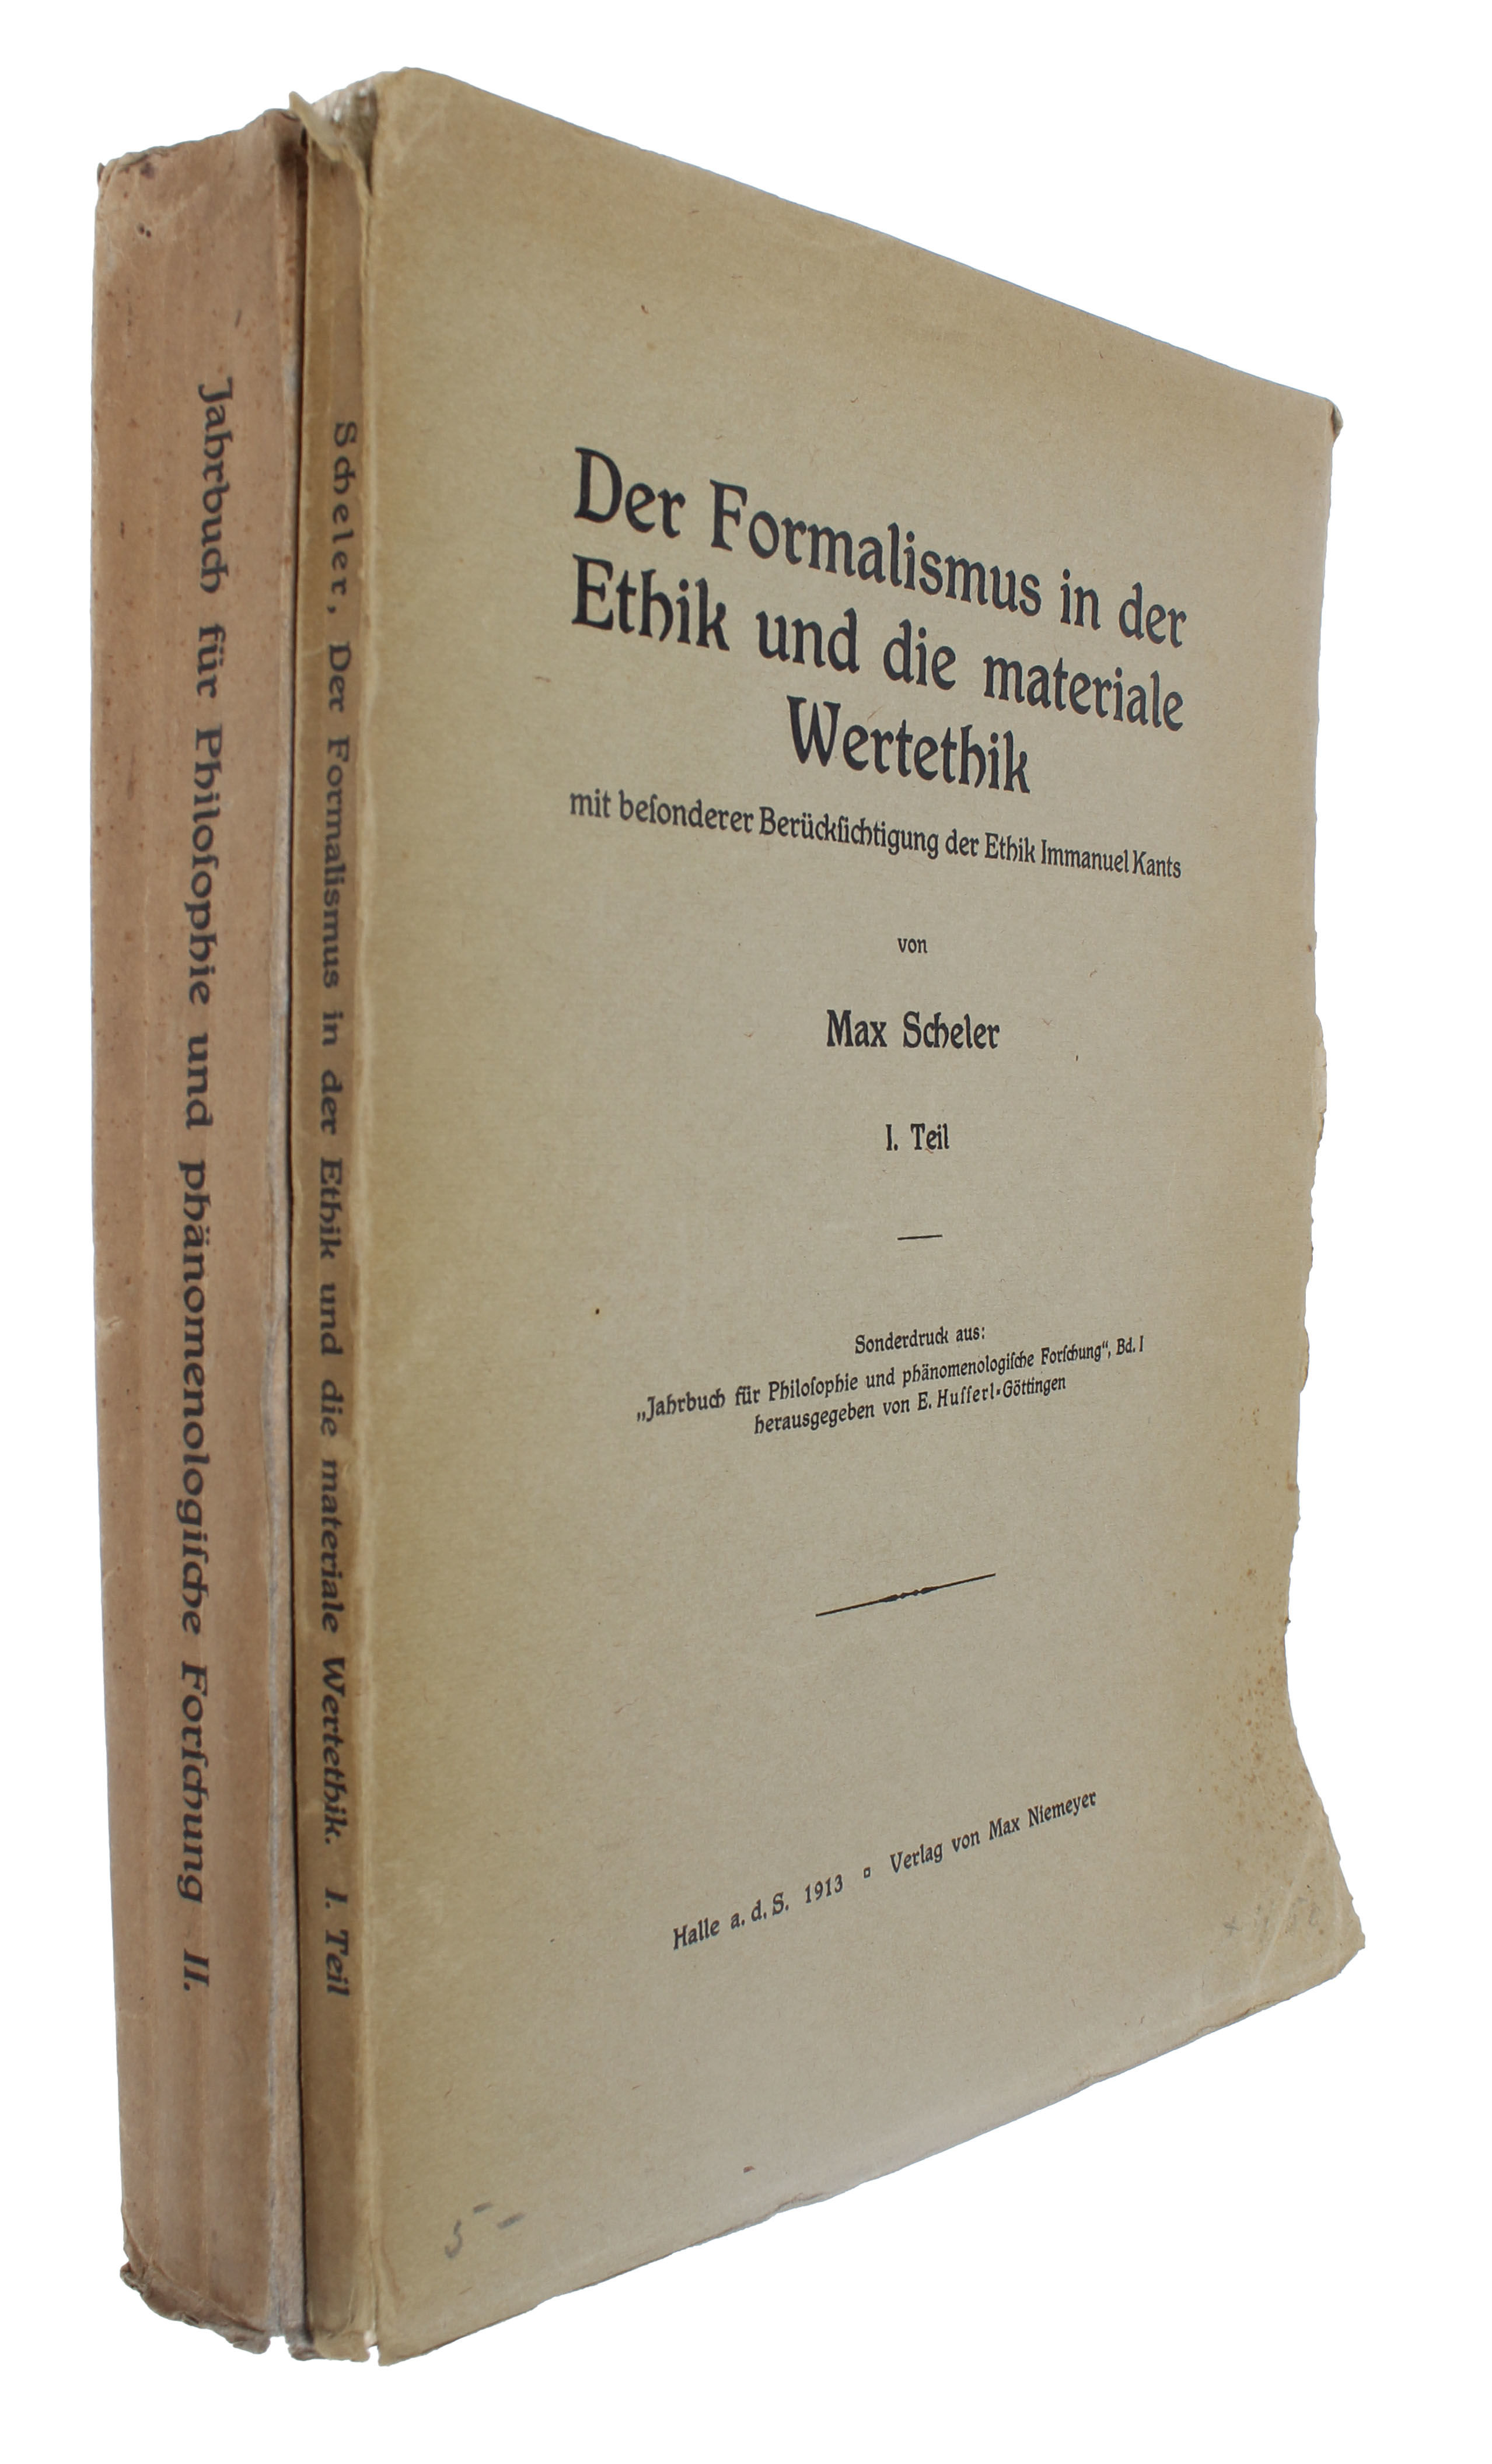 Jahrbuch für Philoſophie und phänomenologiſche Forſchung II.
Scheler, Der Formalismus in der Ethik und die materiale Wertethik. I. Teil
Der Formalismus in der
Ethik und die materiale
Wertethik
mit beſonderer Berückſichtigung der Ethik Immanuel Kants
von
Max Scheler
I. Teil
Sonderdruck aus:
„Jahrbuch für Philoſophie und phänomenologiſche Forſchung“, Bd. I
herausgegeben von E. Huſſerl-Göttingen
Halle a. d. S. 1913 ¤ Verlag von Max Niemeyer
5 -